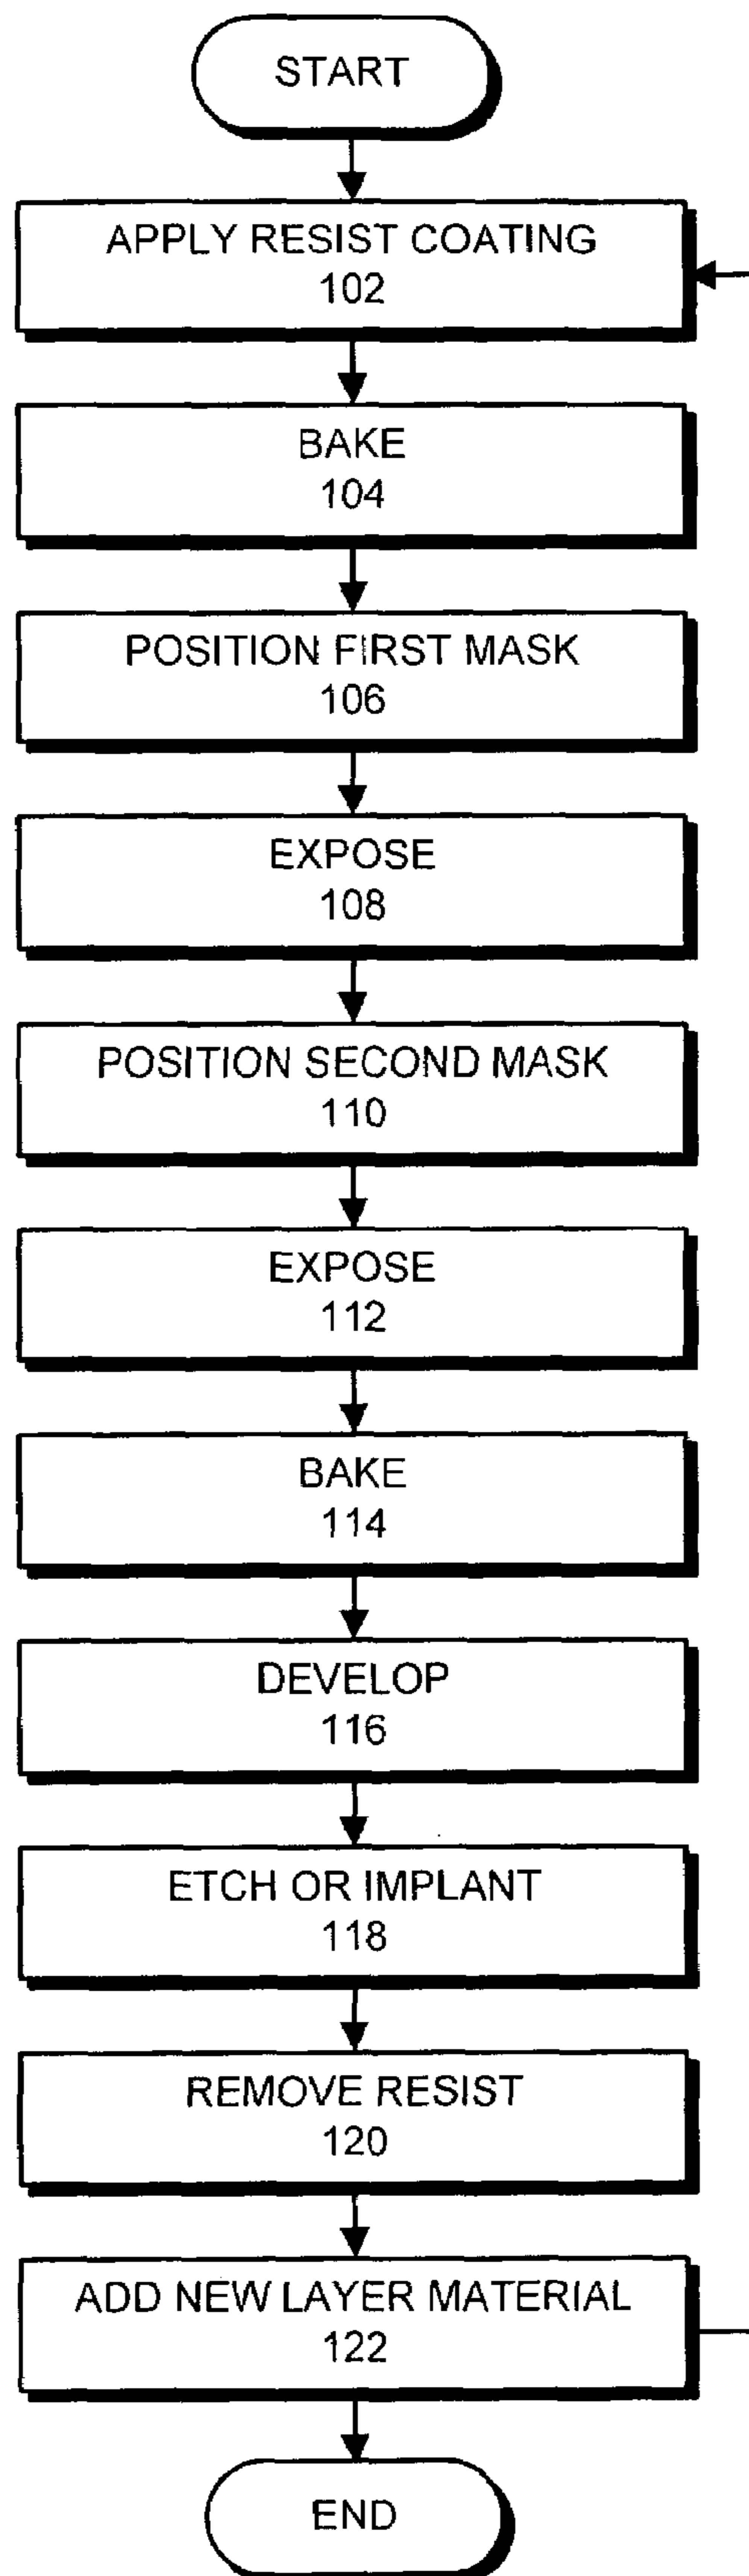 START
APPLY RESIST COATING
102
BAKE
104
POSITION FIRST MASK
106
EXPOSE
108
POSITION SECOND MASK
110
EXPOSE
112
BAKE
114
DEVELOP
116
ETCH OR IMPLANT
118
REMOVE RESIST
120
ADD NEW LAYER MATERIAL
122
END